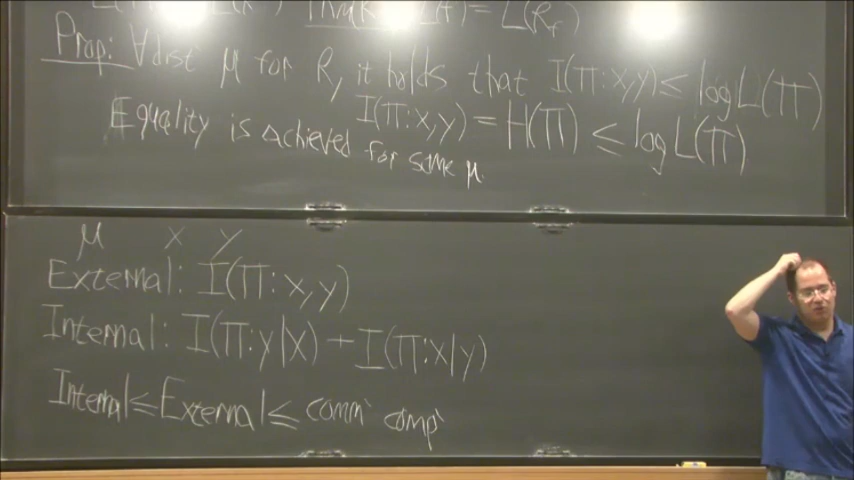 = L(R_f)
Prop: ∀dist μ for R, it holds that I(Π:x,y) ≤ log L(Π)
Equality is achieved for some μ.
I(Π:x,y) = H(Π) ≤ log L(Π)
μ x y
External: I(Π:x,y)
Internal: I(Π:y|x) + I(Π:x|y)
Internal ≤ External ≤ comm' comp'